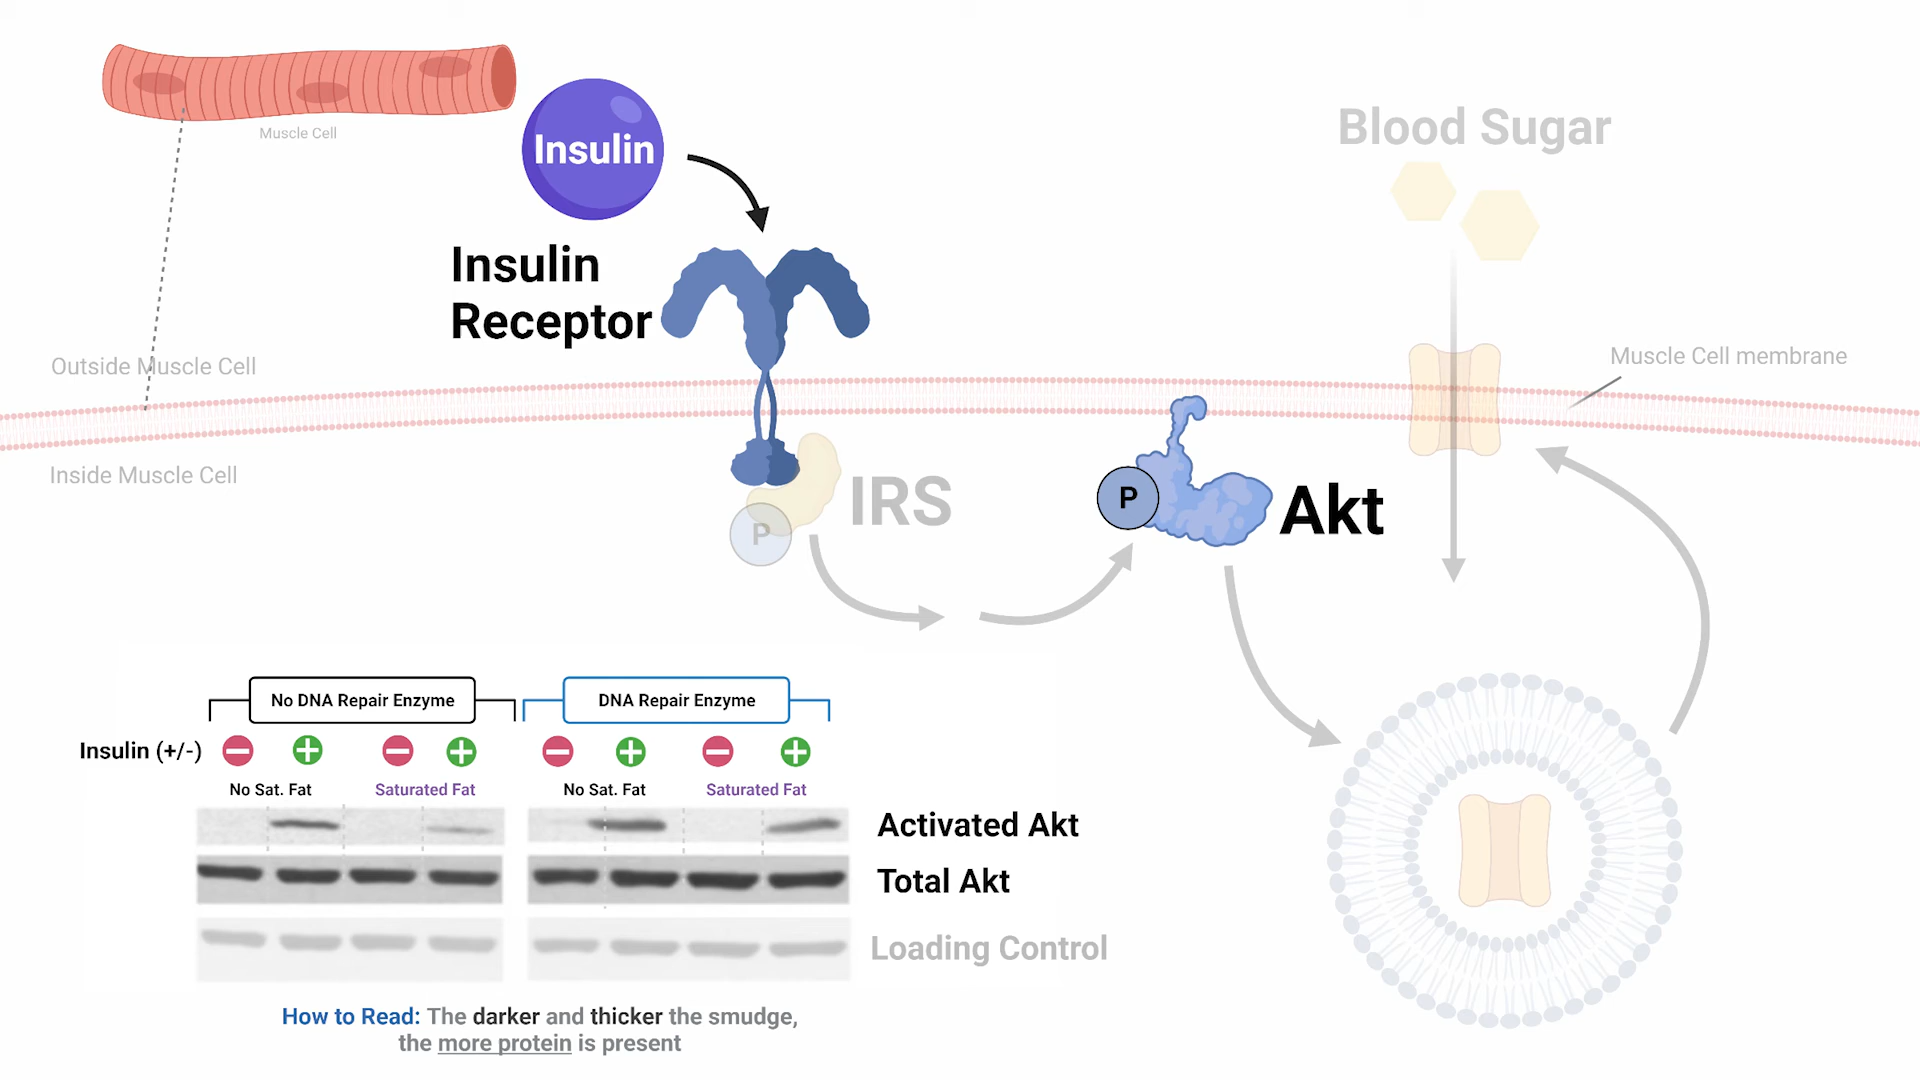 Muscle Cell
Insulin
Blood Sugar
Insulin
Receptor
Outside Muscle Cell
Muscle Cell membrane
Inside Muscle Cell
P
IRS
P
Akt
No DNA Repair Enzyme
DNA Repair Enzyme
Insulin (+/-)
No Sat. Fat
Saturated Fat
No Sat. Fat
Saturated Fat
Activated Akt
Total Akt
Loading Control
How to Read: The darker and thicker the smudge,
the more protein is present